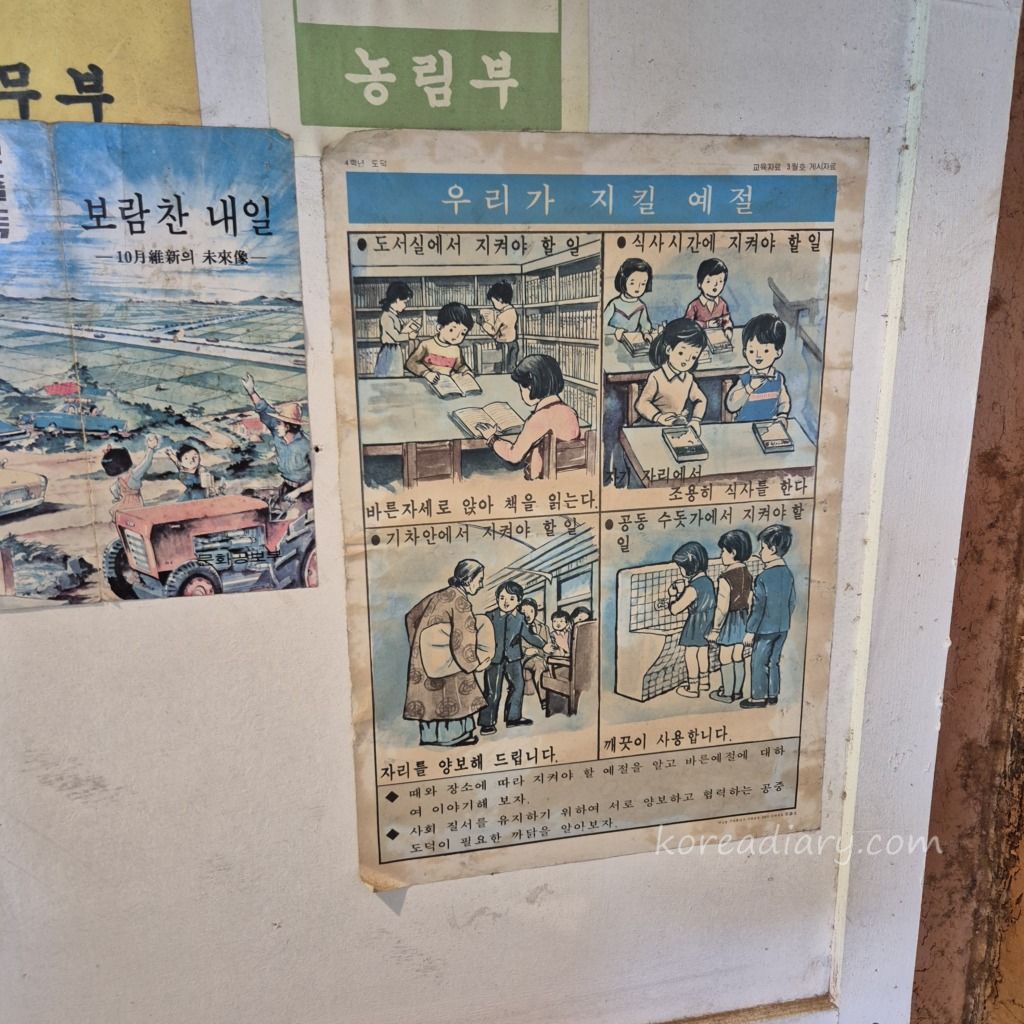 무부
농림부
보람찬 내일
—10月維新의 未來像—
문화공보부
4학년 도덕
교육자료 3월호 게시자료
우리가 지킬 예절
● 도서실에서 지켜야 할 일
바른자세로 앉아 책을 읽는다.
● 식사시간에 지켜야 할 일
자기 자리에서
조용히 식사를 한다
● 기차안에서 지켜야 할 일
자리를 양보해 드립니다.
● 공동 수돗가에서 지켜야 할
일
깨끗이 사용합니다.
◆ 때와 장소에 따라 지켜야 할 예절을 알고 바른예절에 대하
여 이야기해 보자.
◆ 사회 질서를 유지하기 위하여 서로 양보하고 협력하는 공중
도덕이 필요한 까닭을 알아보자.
koreadiary.com